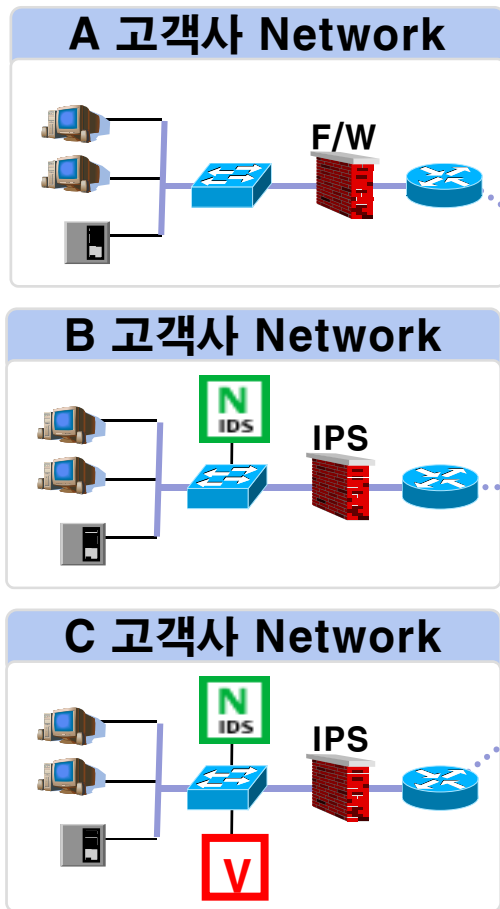 A 고객사 Network
F/W
B 고객사 Network
N
IDS
IPS
C 고객사 Network
N
IDS
IPS
V